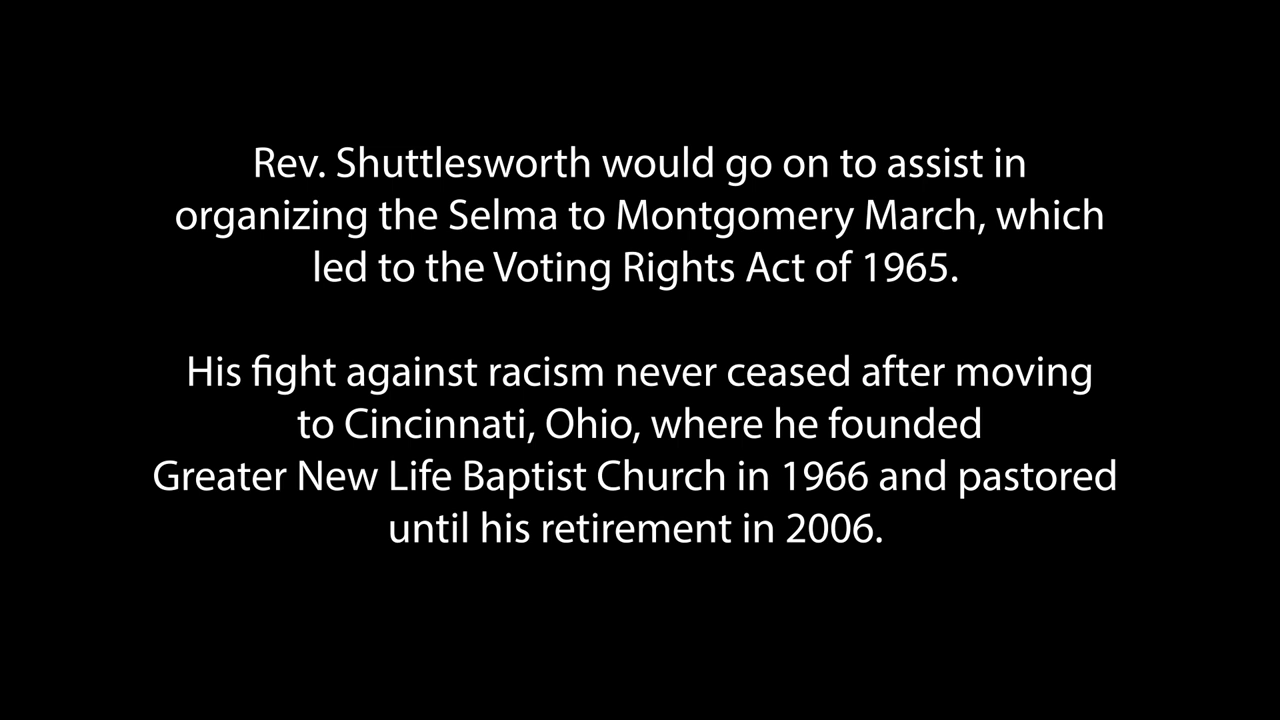 Rev. Shuttlesworth would go on to assist in
organizing the Selma to Montgomery March, which
led to the Voting Rights Act of 1965.
His fight against racism never ceased after moving
to Cincinnati, Ohio, where he founded
Greater New Life Baptist Church in 1966 and pastored
until his retirement in 2006.